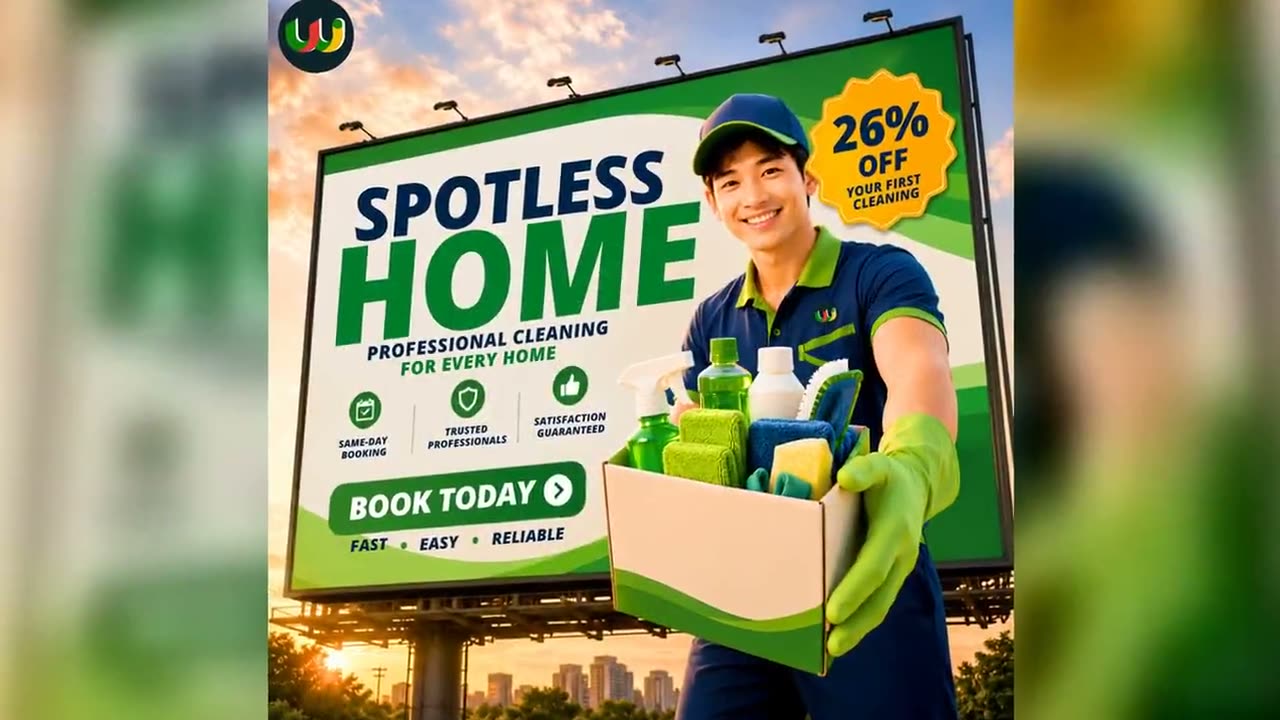 SPOTLESS
HOME
PROFESSIONAL CLEANING
FOR EVERY HOME
SAME-DAY
BOOKING
TRUSTED
PROFESSIONALS
SATISFACTION
GUARANTEED
BOOK TODAY
FAST • EASY • RELIABLE
26%
OFF
YOUR FIRST
CLEANING